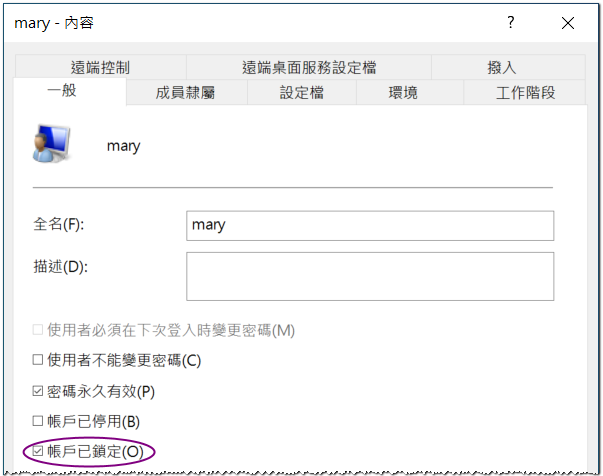 mary - 內容
?
遠端控制 遠端桌面服務設定檔 撥入
一般 成員隸屬 設定檔 環境 工作階段
mary
全名(F): mary
描述(D):
使用者必須在下次登入時變更密碼(M)
使用者不能變更密碼(C)
密碼永久有效(P)
帳戶已停用(B)
帳戶已鎖定(O)